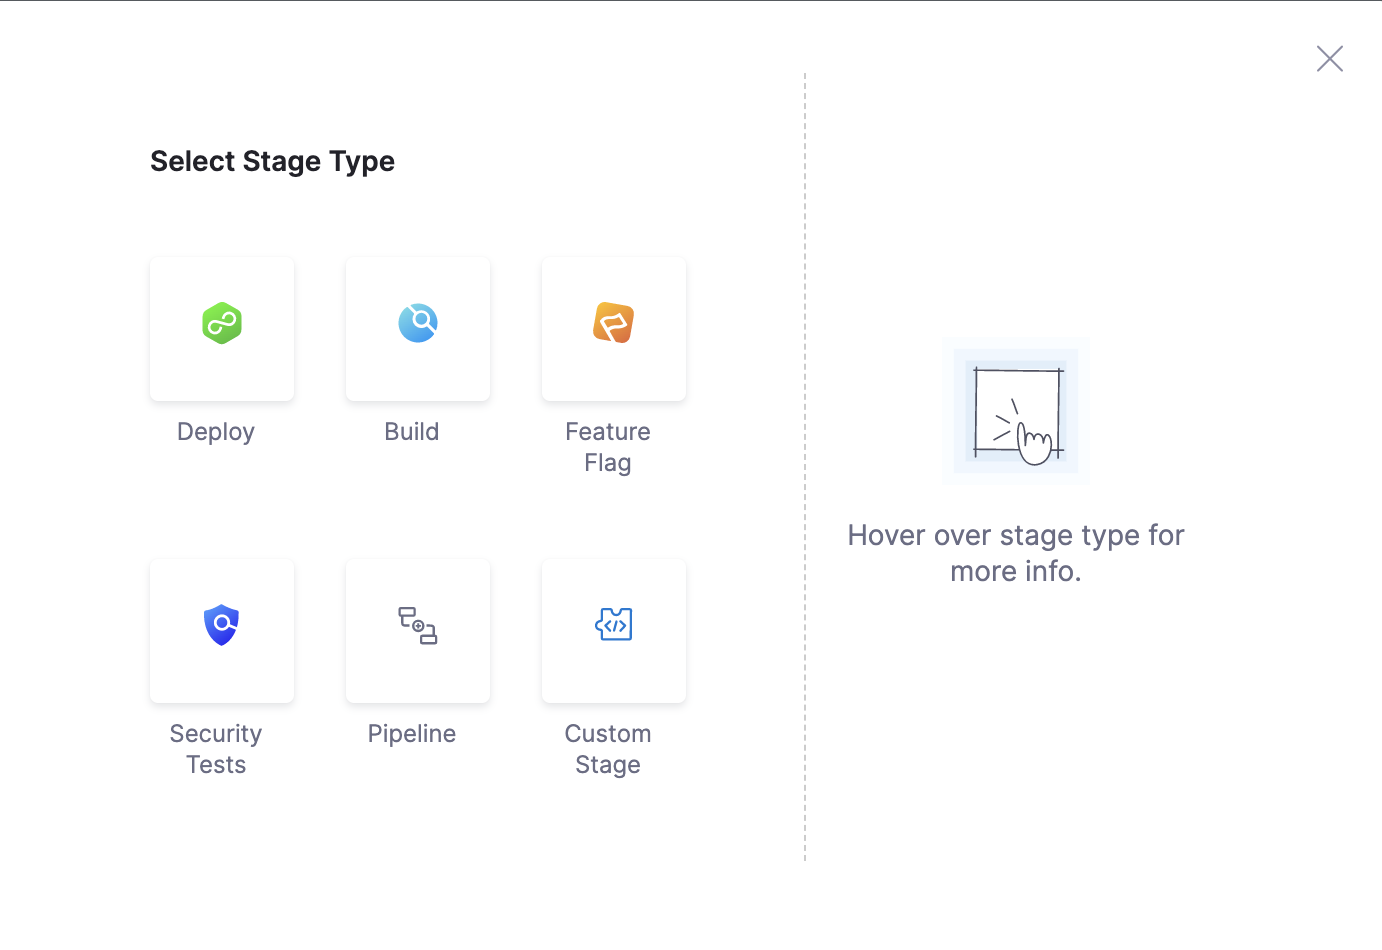 Select Stage Type
Deploy
Build
Feature
Flag
Security
Tests
Pipeline
Custom
Stage
Hover over stage type for
more info.